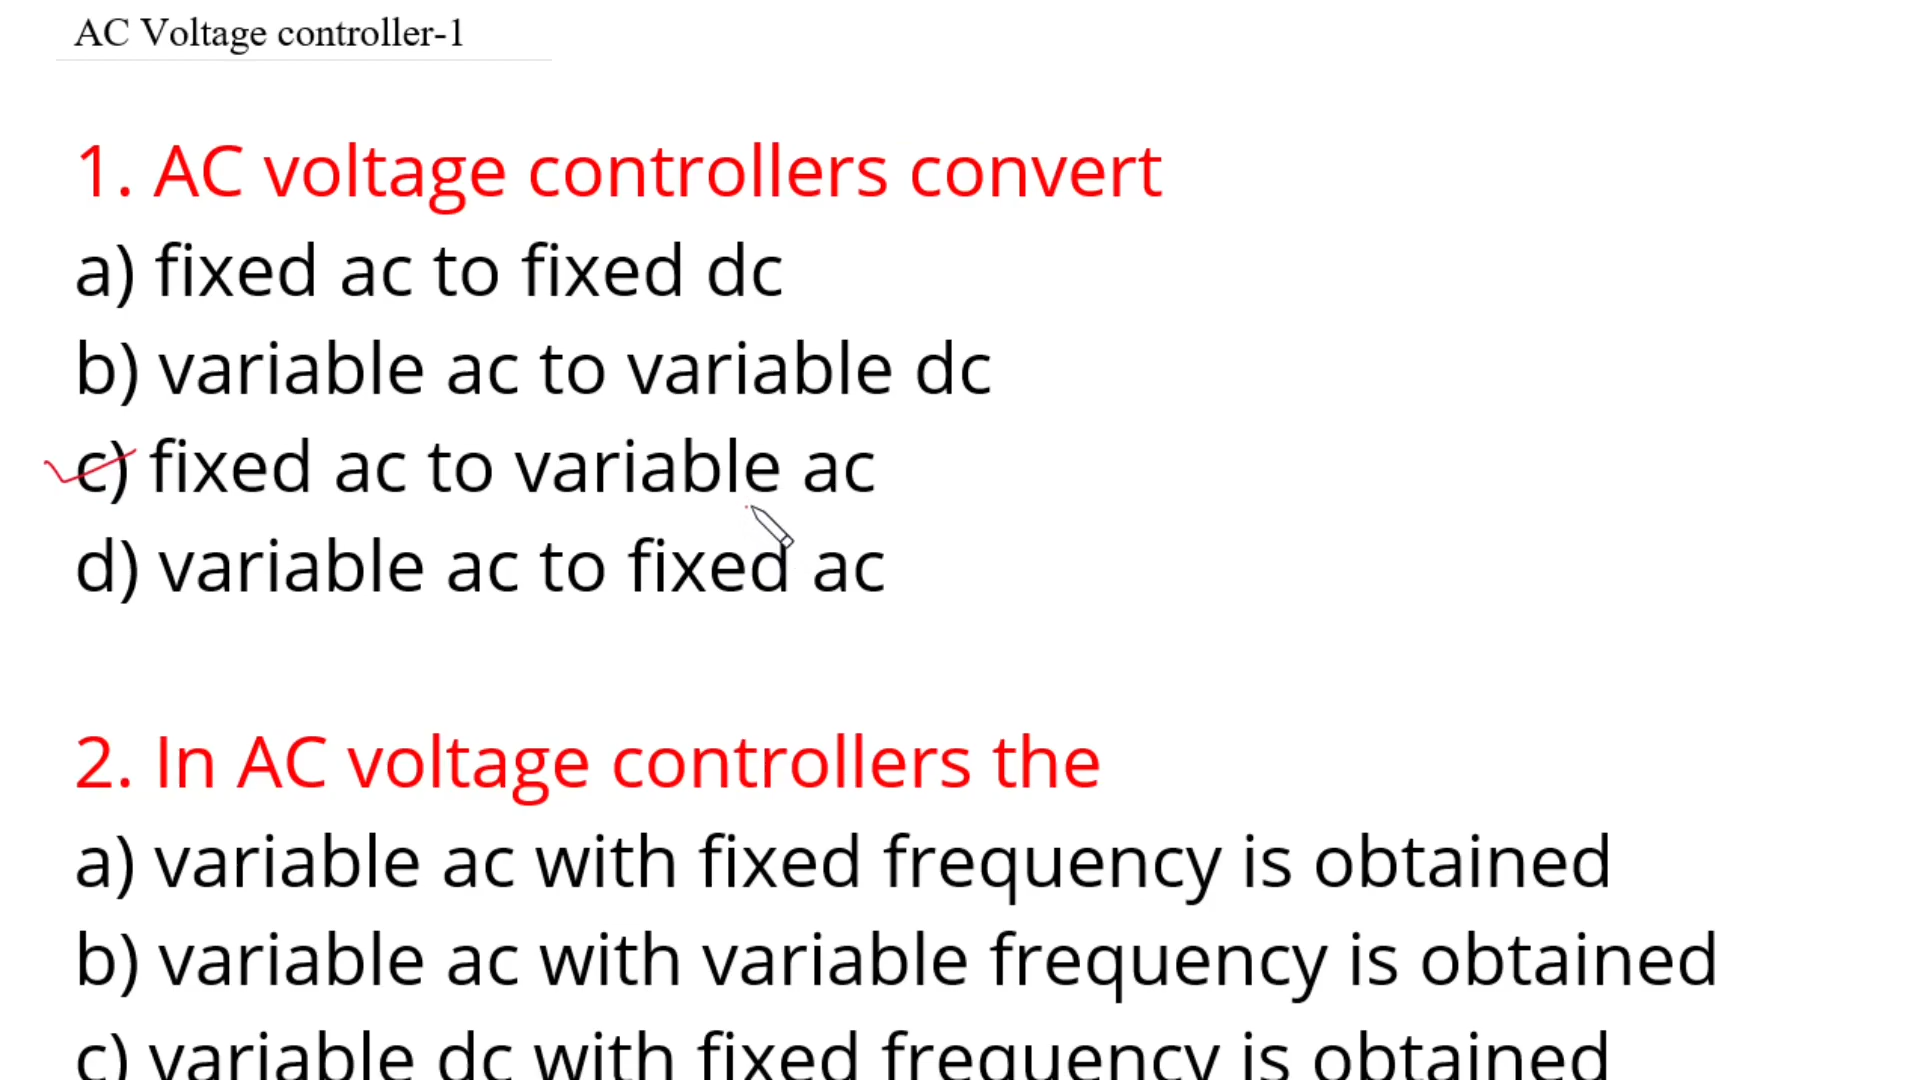 AC Voltage controller-1
1. AC voltage controllers convert
a) fixed ac to fixed dc
b) variable ac to variable dc
c) fixed ac to variable ac
d) variable ac to fixed ac
2. In AC voltage controllers the
a) variable ac with fixed frequency is obtained
b) variable ac with variable frequency is obtained
c) variable dc with fixed frequency is obtained